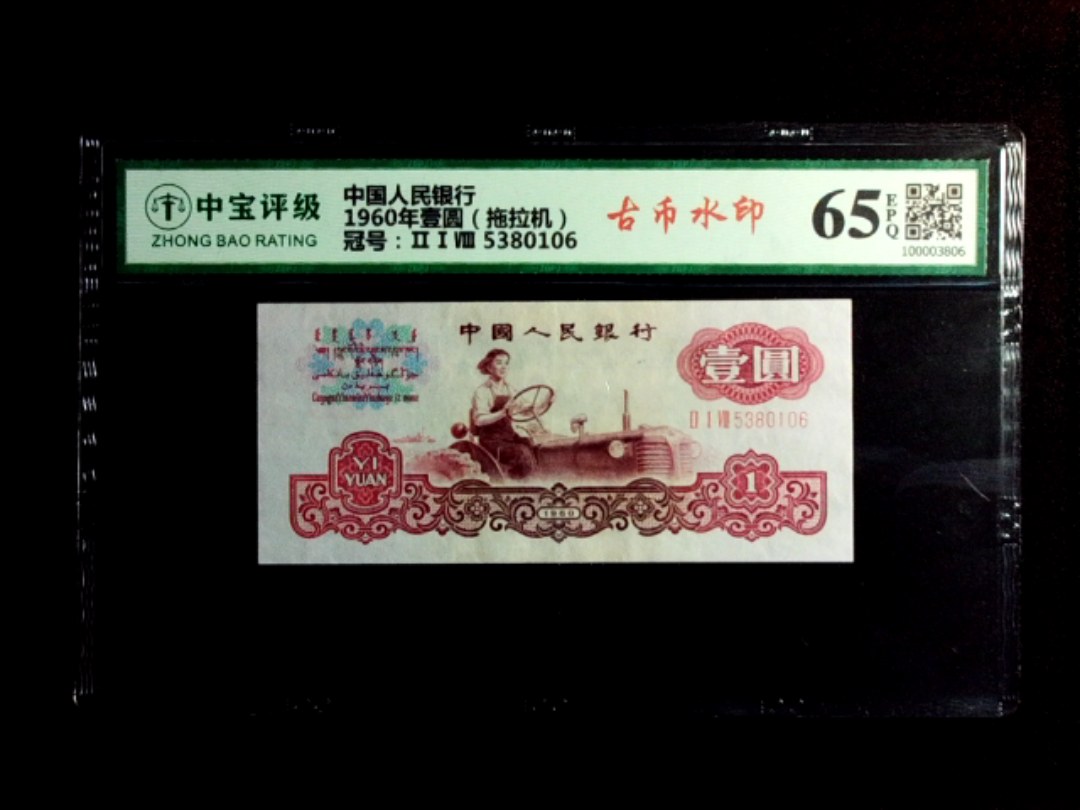 中宝评级
ZHONG BAO RATING
中国人民银行
1960年壹圆(拖拉机)
冠号:Ⅱ Ⅰ Ⅷ 5380106
古币水印
65
EPQ
100003806
中國人民銀行
壹圓
Ⅱ Ⅰ Ⅷ 5380106
YI
YUAN
1960
1